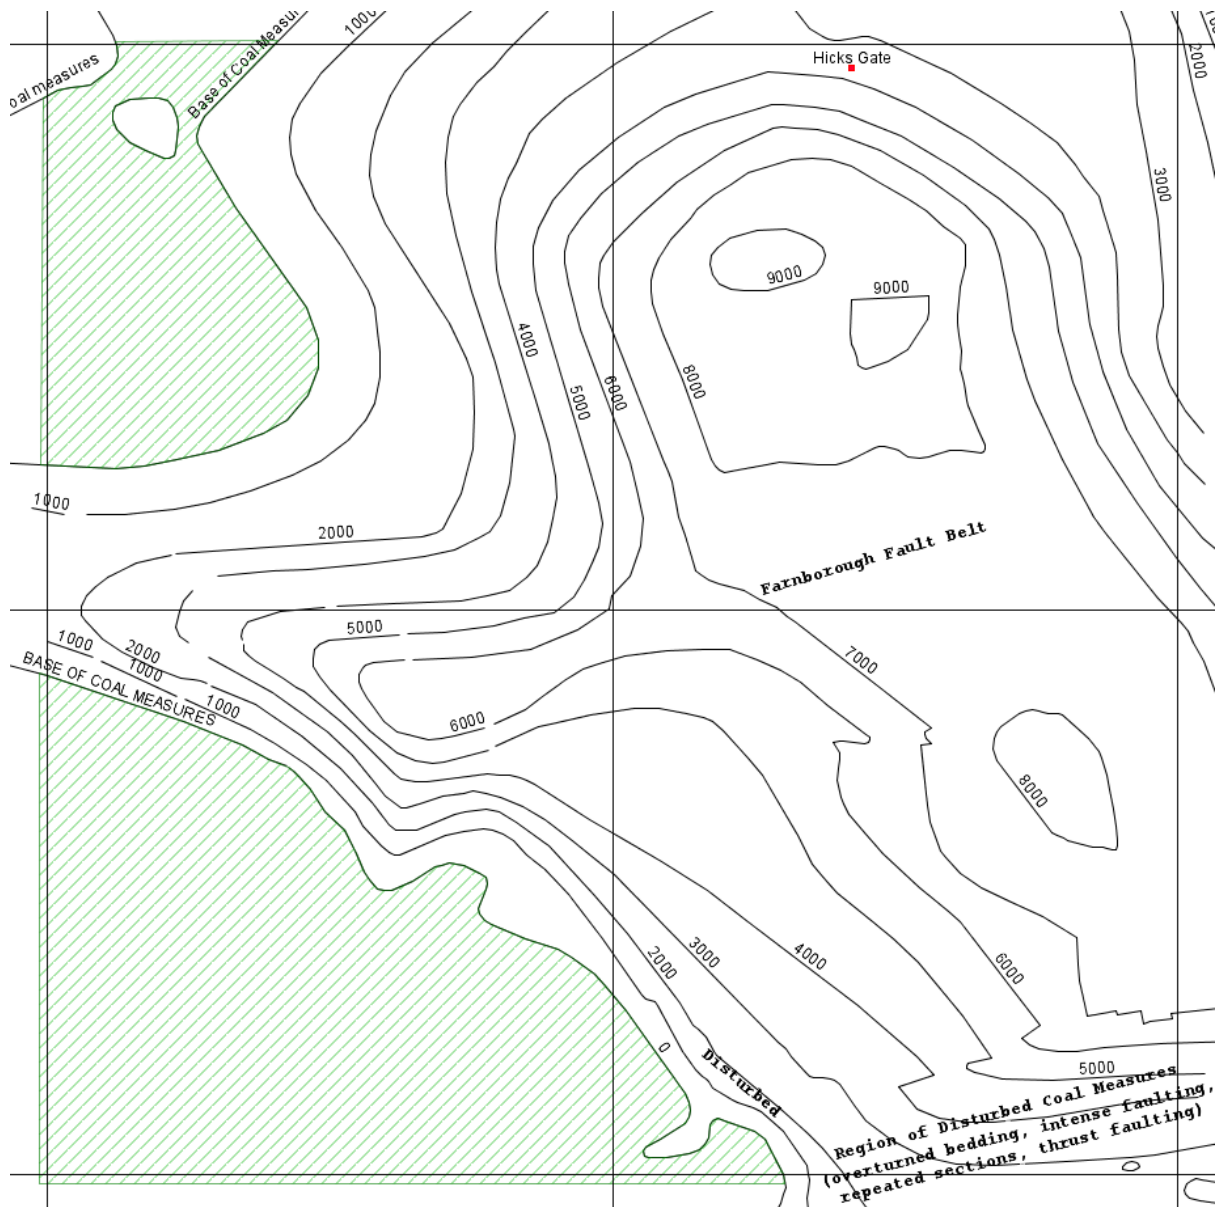 1000
Base of Coal Measur
oal measures
Hicks Gate
2000
3000
9000
9000
4000
8000
5000
6000
1000
2000
Farnborough Fault Belt
5000
1000
2000
1000
7000
BASE OF COAL MEASURES
1000
6000
8000
2000
3000
4000
6000
0
Disturbed
5000
Region of Disturbed Coal Measures
(overturned bedding, intense faulting,
repeated sections, thrust faulting)